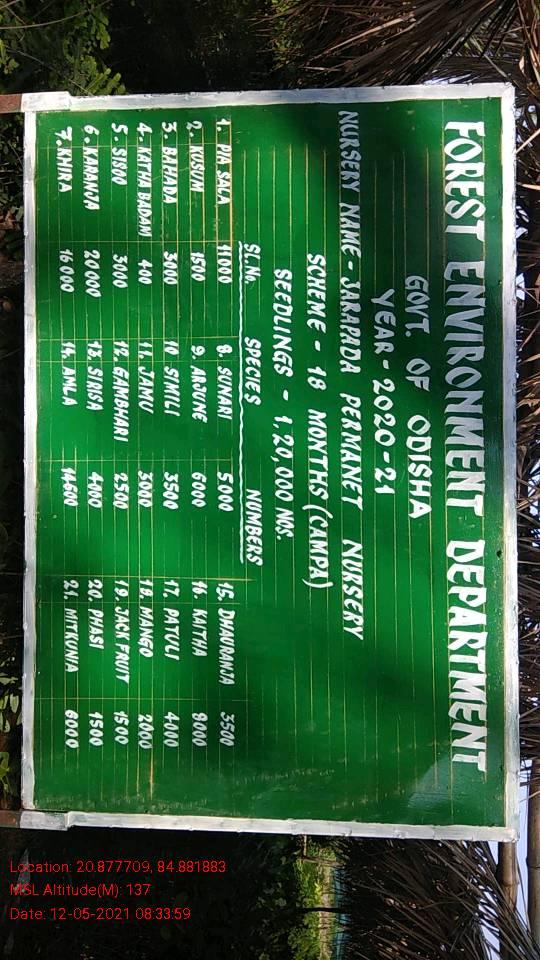 FOREST ENVIRONMENT DEPARTMENT
GOVT. OF ODISHA
YEAR - 2020-21
NURSERY NAME - JARAPADA PERMANET NURSERY
SCHEME - 18 MONTHS (CAMPA)
SEEDLINGS - 1,20,000 NOS.
Sl.No. SPECIES NUMBERS
1. PIA SALA 11000 8. SUNARI 5000 15. DHAURANJA 3500
2. KUSUM 1500 9. ARJUNE 6000 16. KAITHA 8000
3. BAHADA 3000 10 SIMILI 3500 17. PATULI 4000
4. KATHA BADAM 400 11. JAMU 3000 18. MANGO 2000
5. SISOO 3000 12. GAMBHARI 2500 19. JACK FRUIT 1500
6. KARANJA 20000 13. SIRISA 4000 20. PHASI 1500
7. KHIRA 16000 14. AMLA 14600 21. MITKUNIA 6000
Location: 20.877709, 84.881883
MSL Altitude(M): 137
Date: 12-05-2021 08:33:59